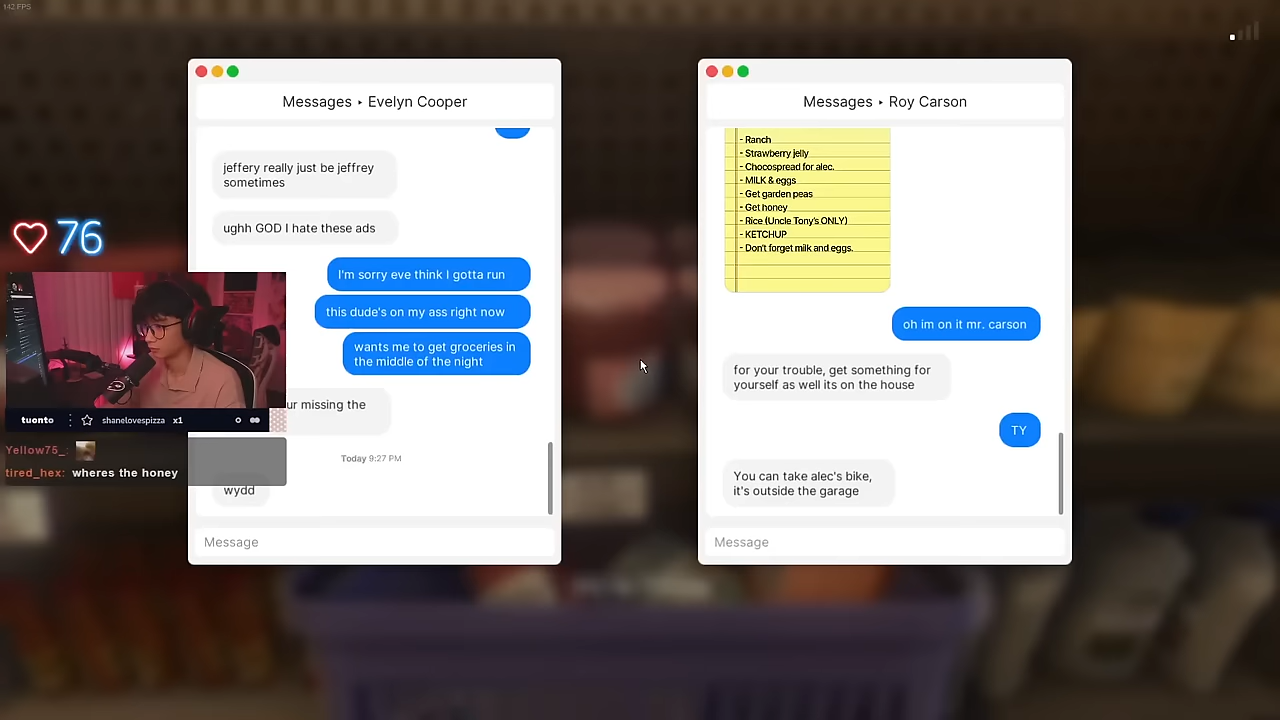 142 FPS
Messages ‣ Evelyn Cooper
jeffery really just be jeffrey
sometimes
ughh GOD I hate these ads
I'm sorry eve think I gotta run
this dude's on my ass right now
wants me to get groceries in
the middle of the night
ur missing the
Today 9:27 PM
wydd
Message
Messages ‣ Roy Carson
- Ranch
- Strawberry jelly
- Chocospread for alec.
- MILK & eggs
- Get garden peas
- Get honey
- Rice (Uncle Tony's ONLY)
- KETCHUP
- Don't forget milk and eggs.
oh im on it mr. carson
for your trouble, get something for
yourself as well its on the house
TY
You can take alec's bike,
it's outside the garage
Message
76
tuonto
shanelovespizza x1
Yellow75_:
tired_hex: wheres the honey